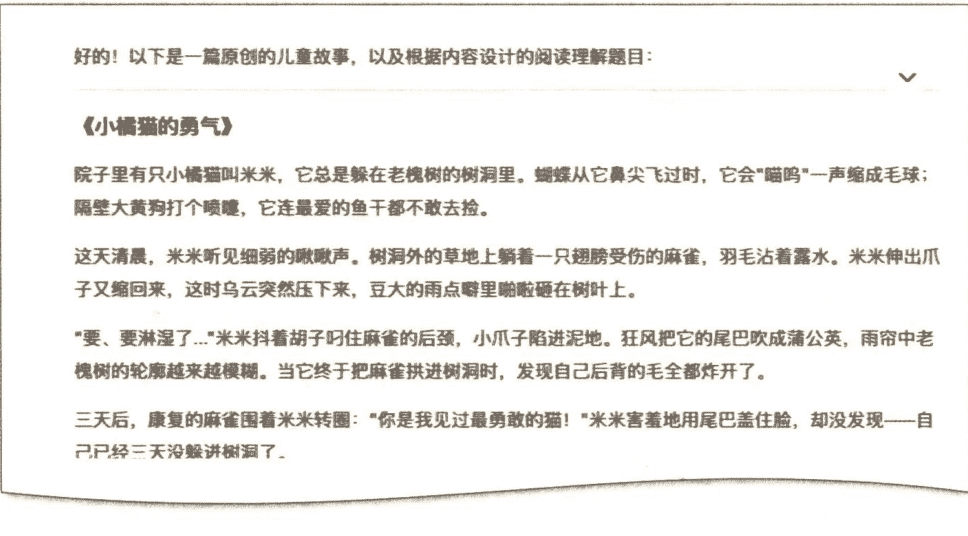 好的！以下是一篇原创的儿童故事，以及根据内容设计的阅读理解题目：
《小橘猫的勇气》
院子里有只小橘猫叫米米，它总是躲在老槐树的树洞里。蝴蝶从它鼻尖飞过时，它会"喵呜"一声缩成毛球；
隔壁大黄狗打个喷嚏，它连最爱的鱼干都不敢去捡。
这天清晨，米米听见细弱的啾啾声。树洞外的草地上躺着一只翅膀受伤的麻雀，羽毛沾着露水。米米伸出爪
子又缩回来，这时乌云突然压下来，豆大的雨点噼里啪啦砸在树叶上。
"要、要淋湿了..."米米抖着胡子叼住麻雀的后颈，小爪子陷进泥地。狂风把它的尾巴吹成蒲公英，雨帘中老
槐树的轮廓越来越模糊。当它终于把麻雀拱进树洞时，发现自己后背的毛全都炸开了。
三天后，康复的麻雀围着米米转圈："你是我见过最勇敢的猫！"米米害羞地用尾巴盖住脸，却没发现——自
己已经三天没躲进树洞了。